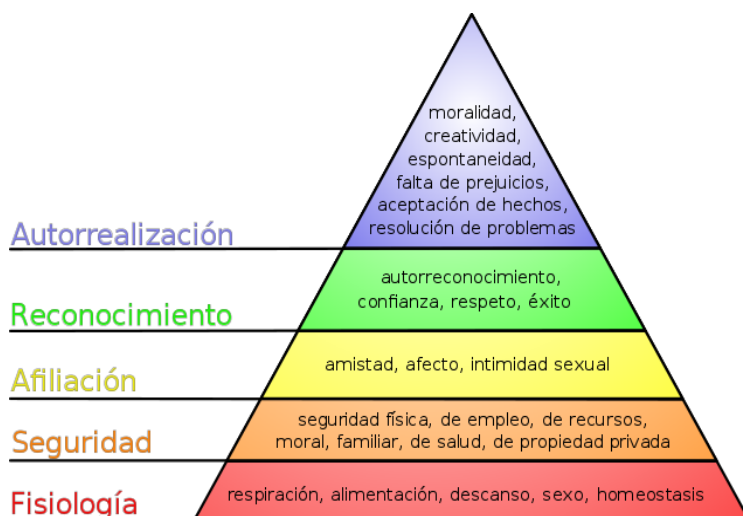 moralidad,
creatividad,
espontaneidad,
falta de prejuicios,
aceptación de hechos,
resolución de problemas
Autorrealización
autorreconocimiento,
confianza, respeto, éxito
Reconocimiento
amistad, afecto, intimidad sexual
Afiliación
seguridad física, de empleo, de recursos,
moral, familiar, de salud, de propiedad privada
Seguridad
respiración, alimentación, descanso, sexo, homeostasis
Fisiología